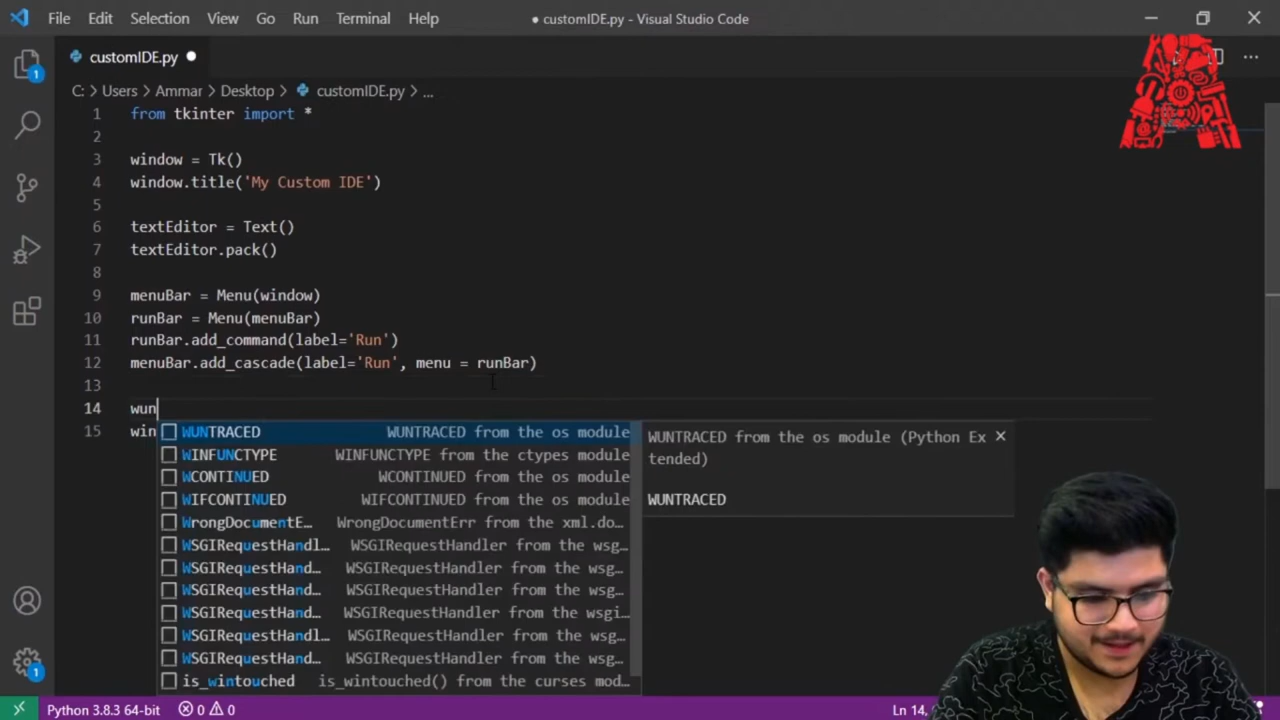 File Edit Selection View Go Run Terminal Help ● customIDE.py - Visual Studio Code
customIDE.py ●
C: > Users > Ammar > Desktop > customIDE.py > ...
1 from tkinter import *
2
3 window = Tk()
4 window.title('My Custom IDE')
5
6 textEditor = Text()
7 textEditor.pack()
8
9 menuBar = Menu(window)
10 runBar = Menu(menuBar)
11 runBar.add_command(label='Run')
12 menuBar.add_cascade(label='Run', menu = runBar)
13
14 wun
15 win
WUNTRACED WUNTRACED from the os module
WINFUNCTYPE WINFUNCTYPE from the ctypes module
WCONTINUED WCONTINUED from the os module
WIFCONTINUED WIFCONTINUED from the os module
WrongDocumentE… WrongDocumentErr from the xml.do…
WSGIRequestHandl… WSGIRequestHandler from the wsg…
WSGIRequestHand… WSGIRequestHandler from the wsg…
WSGIRequestHand… WSGIRequestHandler from the wsg…
WSGIRequestHand… WSGIRequestHandler from the wsgi…
WSGIRequestHandl… WSGIRequestHandler from the wsg…
WSGIRequestHand… WSGIRequestHandler from the wsg…
is_wintouched is_wintouched() from the curses mod…
WUNTRACED from the os module (Python Ex
tended)
WUNTRACED
1
1
Python 3.8.3 64-bit 0 0 Ln 14,